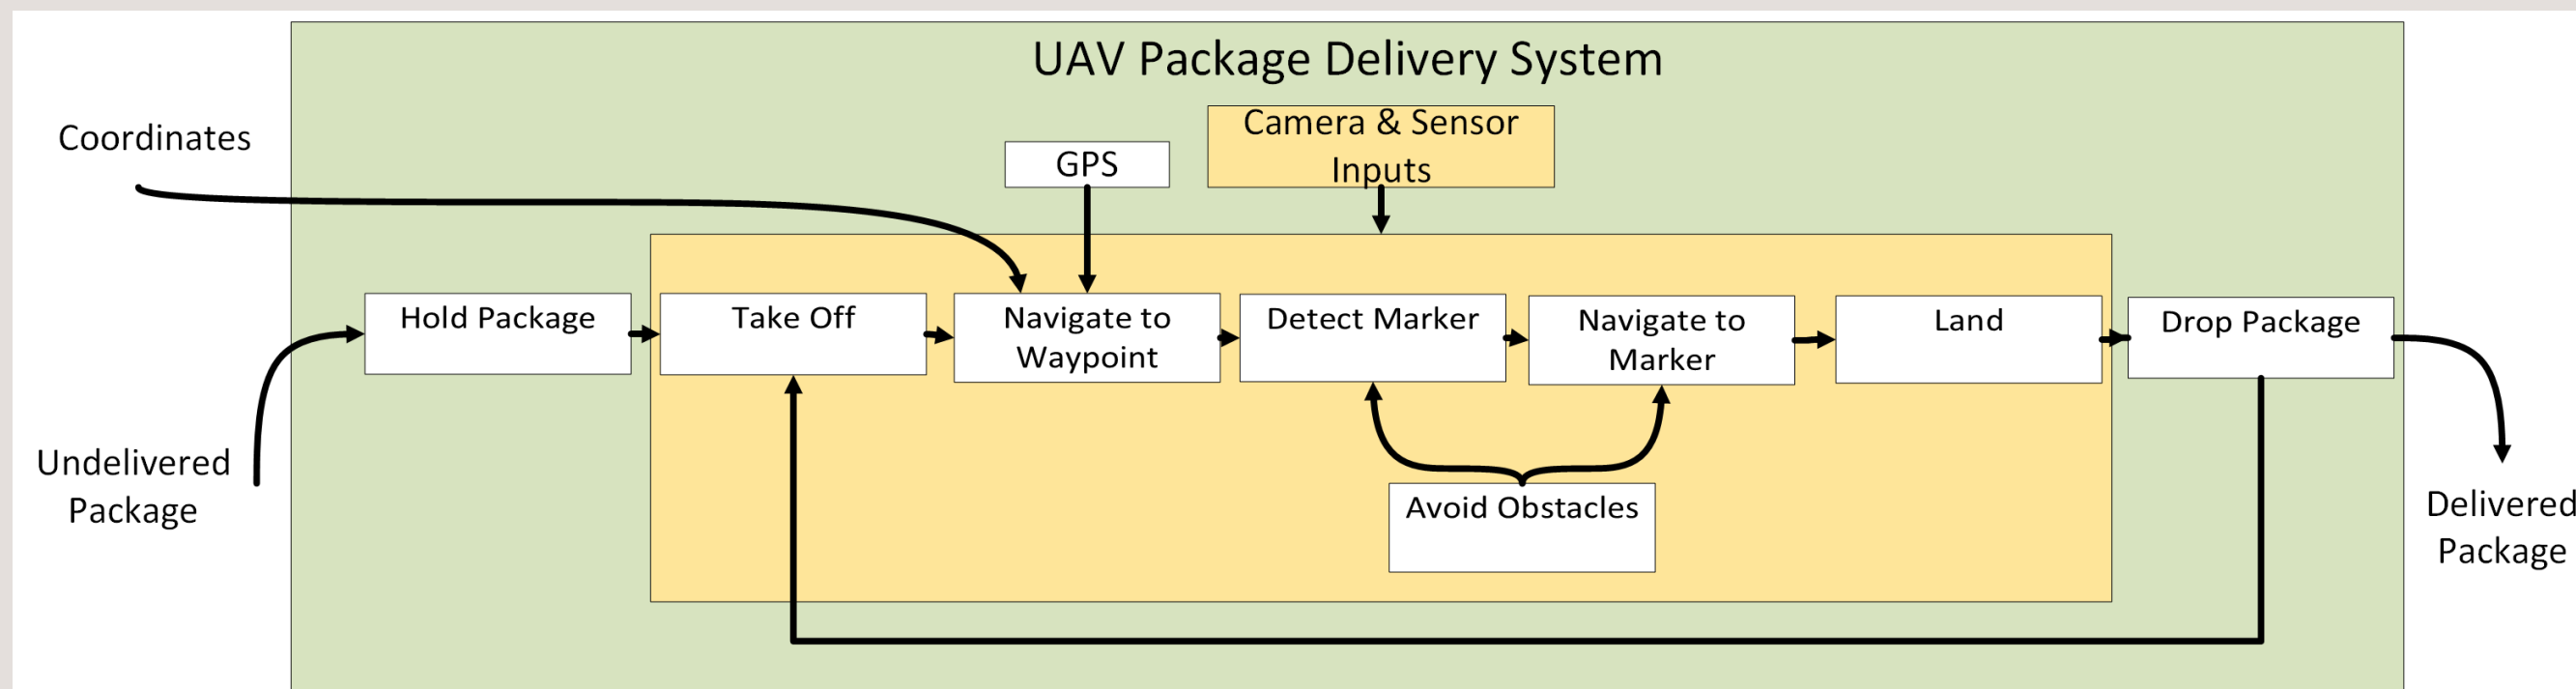 UAV Package Delivery System
Coordinates
GPS
Camera & Sensor
Inputs
Hold Package
Take Off
Navigate to
Waypoint
Detect Marker
Navigate to
Marker
Land
Drop Package
Undelivered
Package
Avoid Obstacles
Delivered
Package